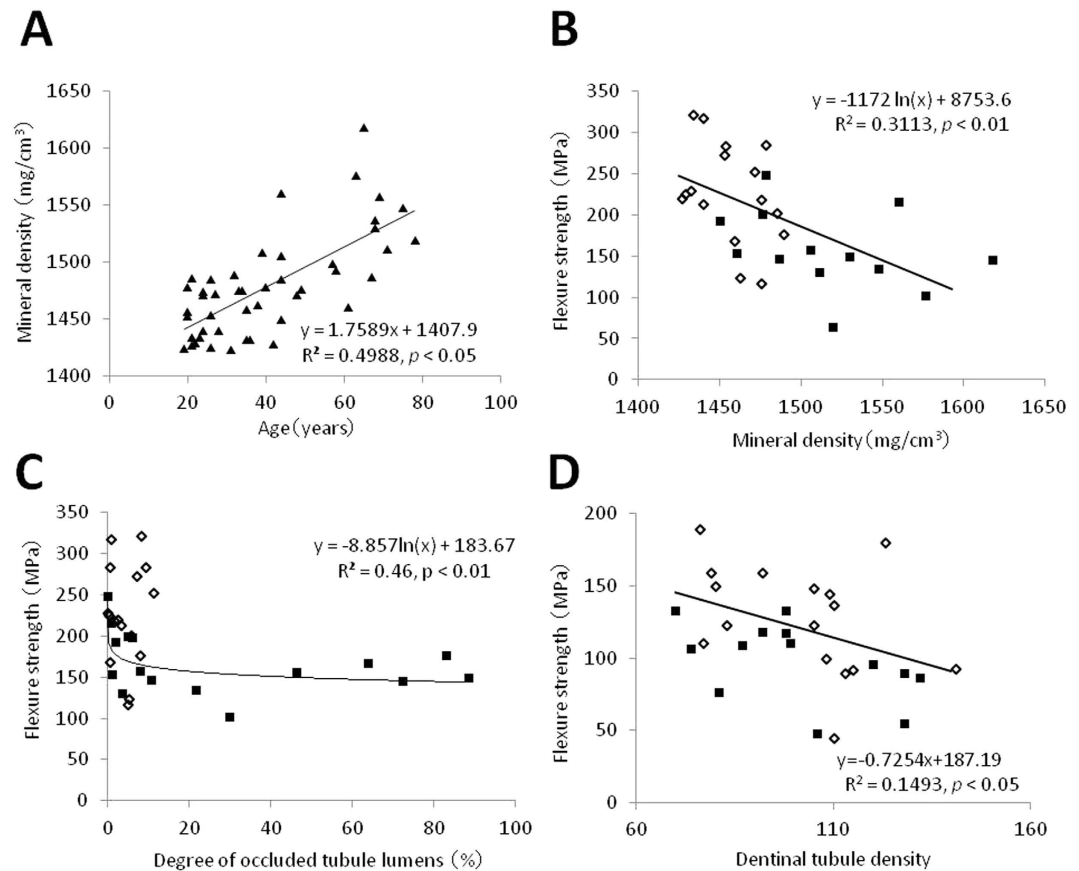 A
Mineral density (mg/cm³)
1650
1600
1550
1500
1450
1400
y = 1.7589x + 1407.9
R² = 0.4988, p < 0.05
0 20 40 60 80 100
Age(years)
B
Flexure strength (MPa)
350
300
250
200
150
100
50
0
y = -1172 ln(x) + 8753.6
R² = 0.3113, p < 0.01
1400 1450 1500 1550 1600 1650
Mineral density(mg/cm³)
C
Flexure strength (MPa)
350
300
250
200
150
100
50
0
y = -8.857ln(x) + 183.67
R² = 0.46, p < 0.01
0 20 40 60 80 100
Degree of occluded tubule lumens (%)
D
Flexure strength (MPa)
200
150
100
50
0
y=-0.7254x+187.19
R² = 0.1493, p < 0.05
60 110 160
Dentinal tubule density